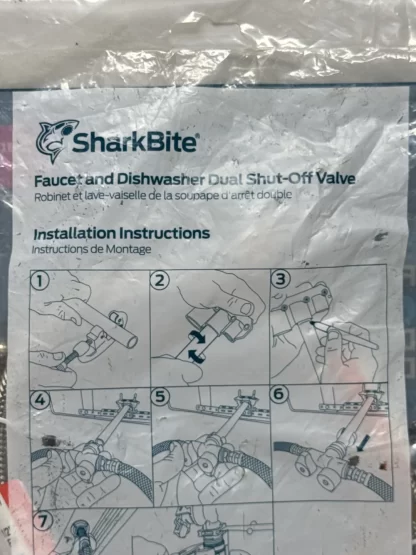 SharkBite®
Faucet and Dishwasher Dual Shut-Off Valve
Robinet et lave-vaiselle de la soupape d'arrêt double
Installation Instructions
Instructions de Montage
1 2 3
4 5 6
7